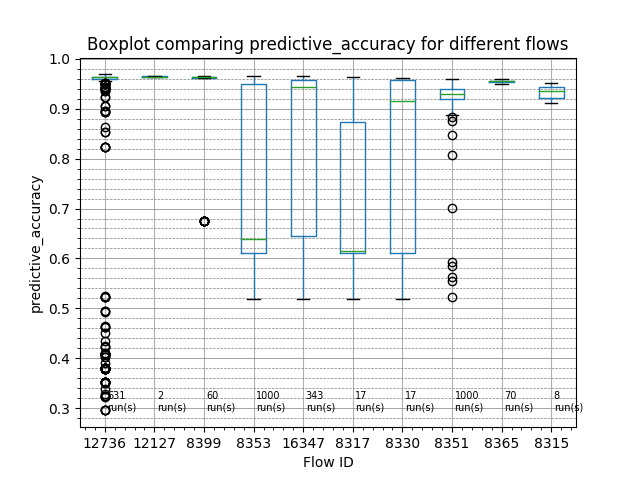 Boxplot comparing predictive_accuracy for different flows
predictive_accuracy
1.0
0.9
0.8
0.7
0.6
0.5
0.4
0.3
631 2 60 1000 343 17 17 1000 70 8
run(s) run(s) run(s) run(s) run(s) run(s) run(s) run(s) run(s) run(s)
12736 12127 8399 8353 16347 8317 8330 8351 8365 8315
Flow ID